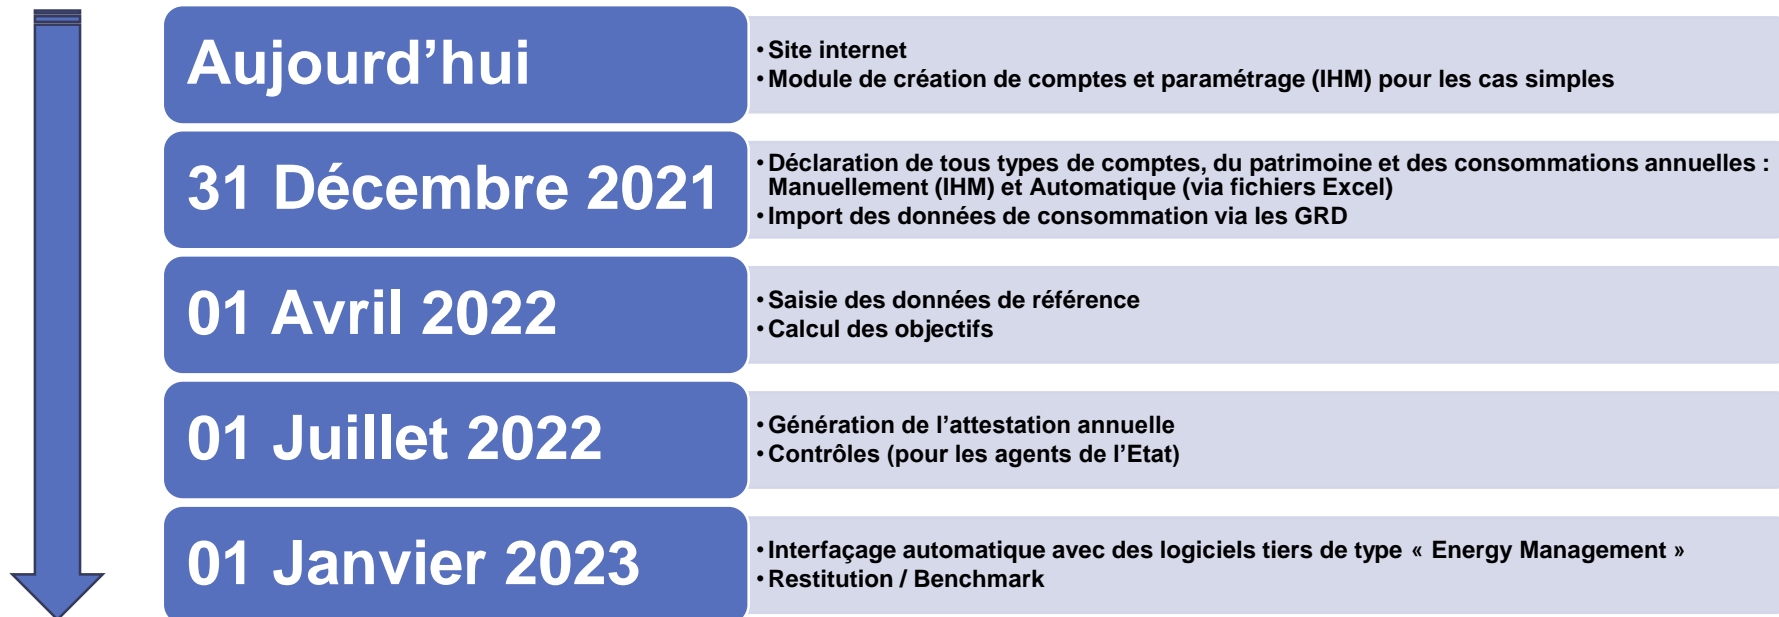 Aujourd’hui
• Site internet
• Module de création de comptes et paramétrage (IHM) pour les cas simples
31 Décembre 2021
• Déclaration de tous types de comptes, du patrimoine et des consommations annuelles :
Manuellement (IHM) et Automatique (via fichiers Excel)
• Import des données de consommation via les GRD
01 Avril 2022
• Saisie des données de référence
• Calcul des objectifs
01 Juillet 2022
• Génération de l’attestation annuelle
• Contrôles (pour les agents de l’Etat)
01 Janvier 2023
• Interfaçage automatique avec des logiciels tiers de type « Energy Management »
• Restitution / Benchmark